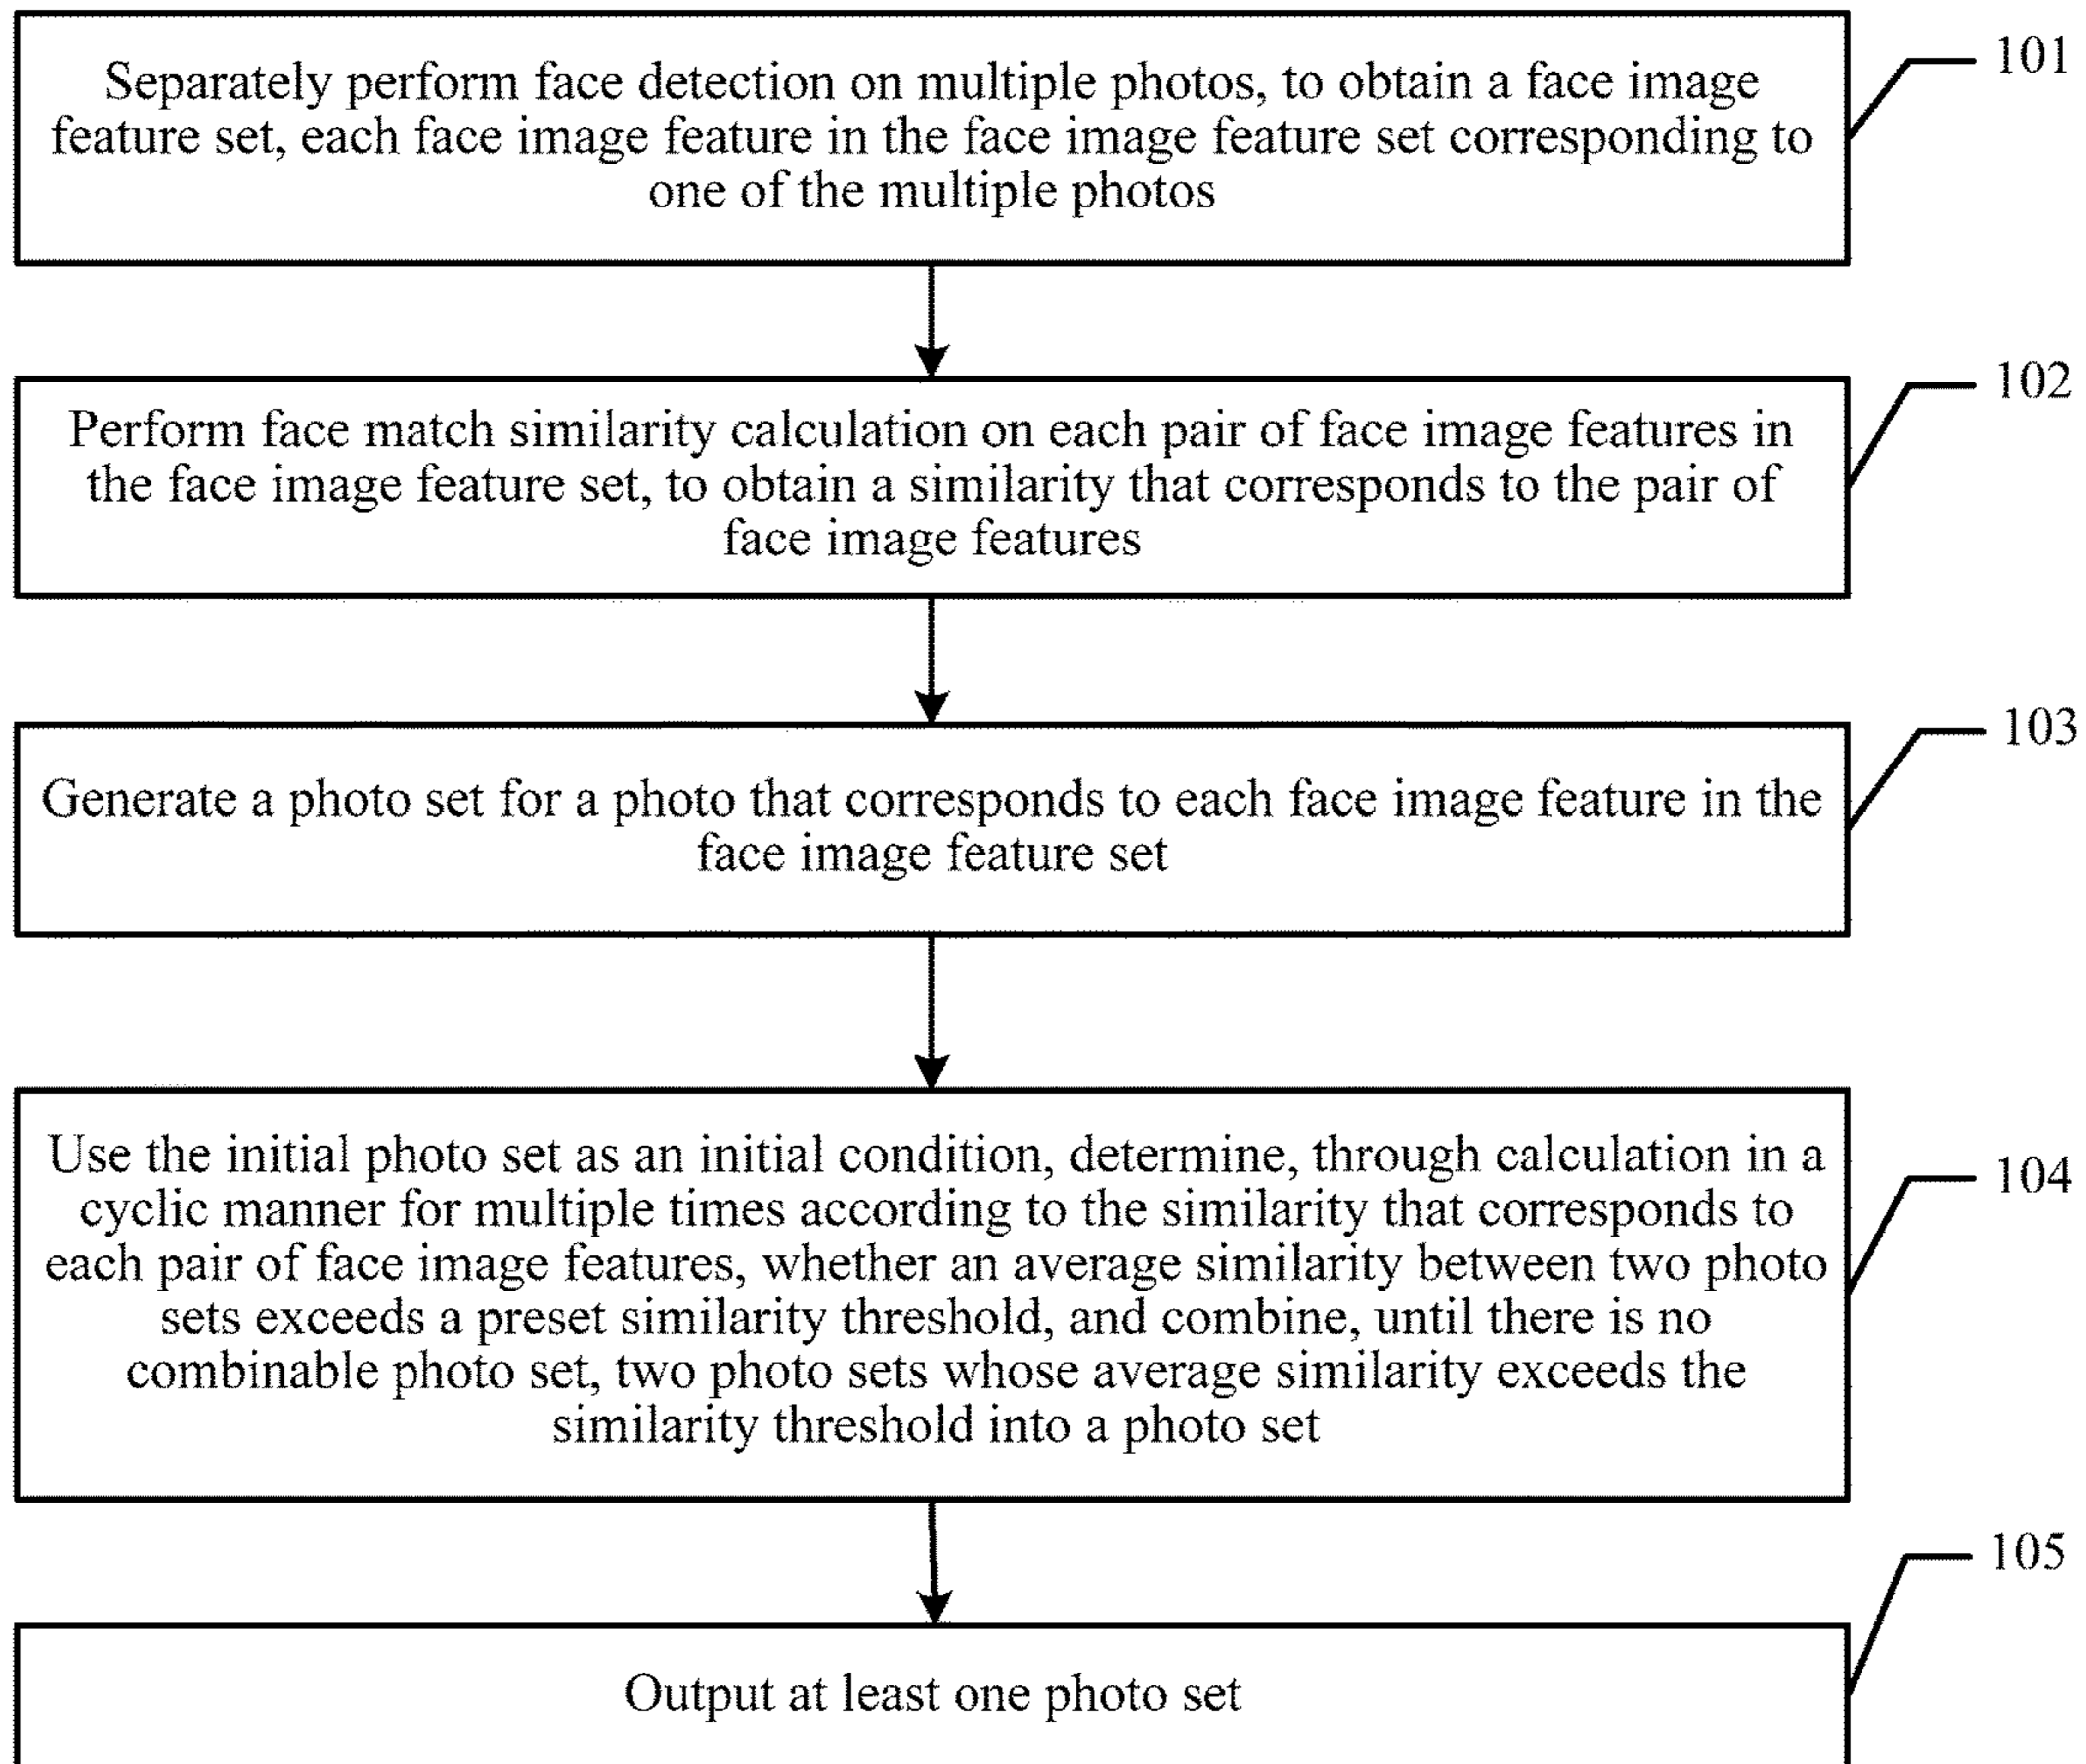 Separately perform face detection on multiple photos, to obtain a face image
feature set, each face image feature in the face image feature set corresponding to
one of the multiple photos
101
Perform face match similarity calculation on each pair of face image features in
the face image feature set, to obtain a similarity that corresponds to the pair of
face image features
102
Generate a photo set for a photo that corresponds to each face image feature in the
face image feature set
103
Use the initial photo set as an initial condition, determine, through calculation in a
cyclic manner for multiple times according to the similarity that corresponds to
each pair of face image features, whether an average similarity between two photo
sets exceeds a preset similarity threshold, and combine, until there is no
combinable photo set, two photo sets whose average similarity exceeds the
similarity threshold into a photo set
104
Output at least one photo set
105